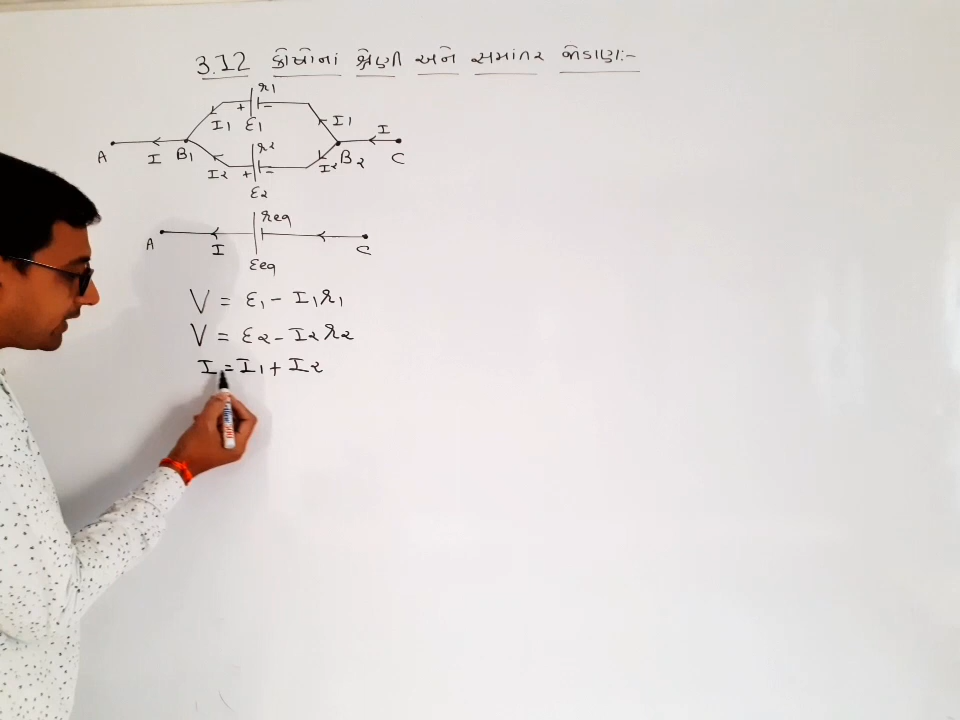 3.12 કોષોનાં શ્રેણી અને સમાંતર જોડાણ:-
r1
+ -
I1 ε1 I1
I
A I B1 r2 B2 C
I2 + - I2
ε2
req
A I C
εeq
V = ε1 - I1r1
V = ε2 - I2r2
I = I1 + I2